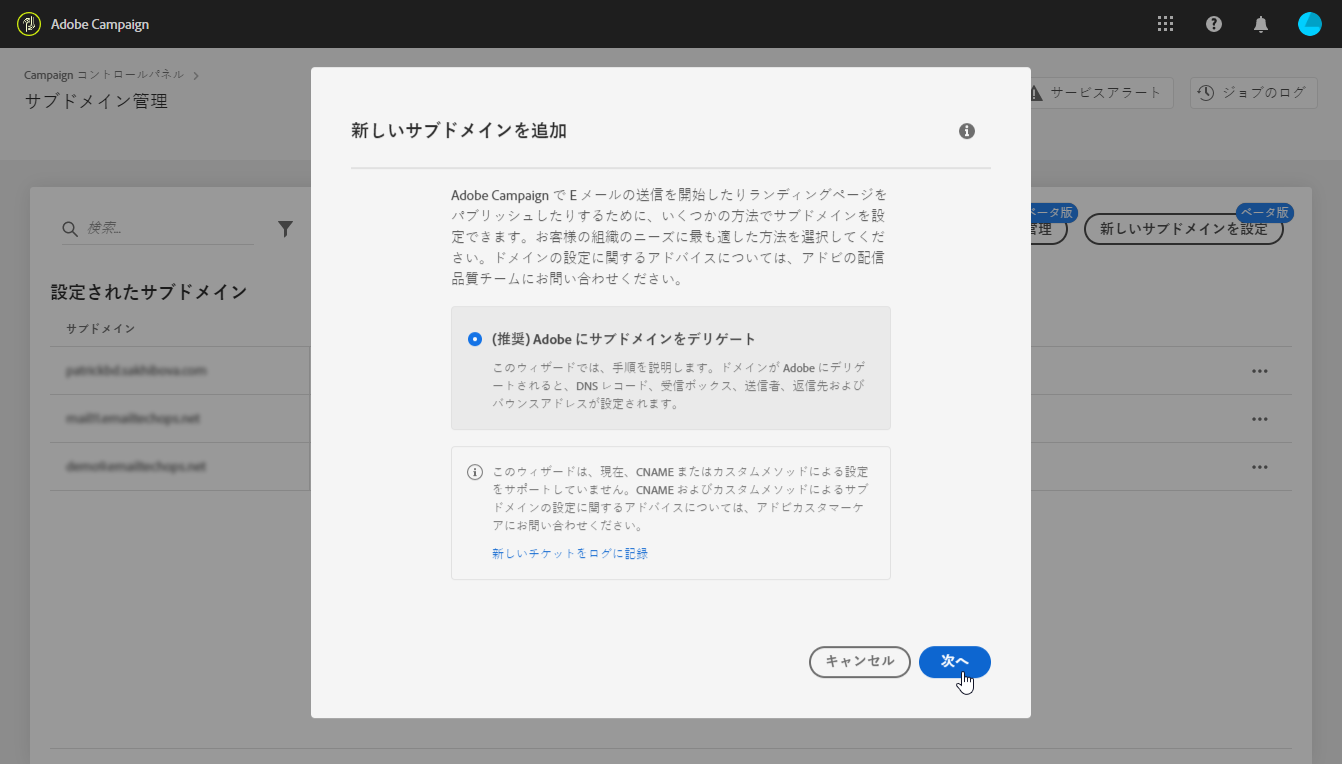 Adobe Campaign
Campaign コントロールパネル
サブドメイン管理
サービスアラート
ジョブのログ
検索...
ベータ版
管理
ベータ版
新しいサブドメインを設定
設定されたサブドメイン
サブドメイン
新しいサブドメインを追加
Adobe Campaign で E メールの送信を開始したりランディングページを
パブリッシュしたりするために、いくつかの方法でサブドメインを設
定できます。お客様の組織のニーズに最も適した方法を選択してくだ
さい。ドメインの設定に関するアドバイスについては、アドビの配信
品質チームにお問い合わせください。
(推奨) Adobe にサブドメインをデリゲート
このウィザードでは、手順を説明します。ドメインが Adobe にデリゲ
ートされると、DNS レコード、受信ボックス、送信者、返信先および
バウンスアドレスが設定されます。
このウィザードは、現在、CNAME またはカスタムメソッドによる設定
をサポートしていません。CNAME およびカスタムメソッドによるサブ
ドメインの設定に関するアドバイスについては、アドビカスタマーケ
アにお問い合わせください。
新しいチケットをログに記録
キャンセル
次へ